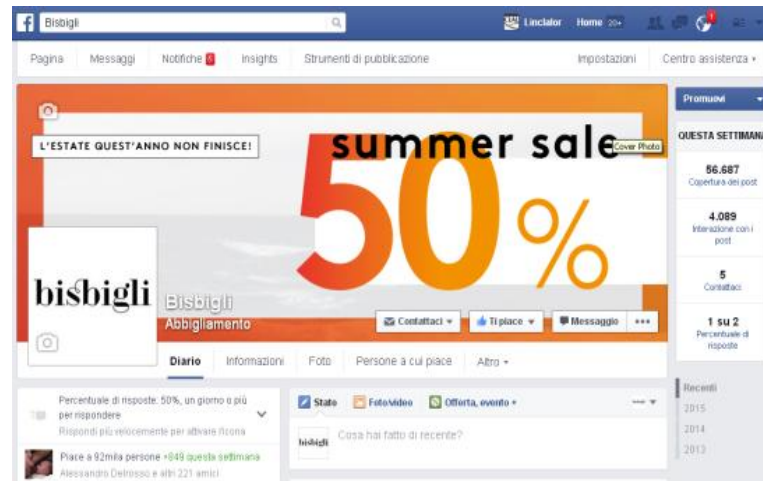 Bisbigli
Linclalor Home 20+
Pagina Messaggi Notifiche Insights Strumenti di pubblicazione Impostazioni Centro assistenza
Promuovi
L'ESTATE QUEST'ANNO NON FINISCE!
summer sale
Cover Photo
50%
QUESTA SETTIMANA
56.687
Copertura dei post
4.089
Interazione con i
post
5
Contattaci
1 su 2
Percentuale di
risposte
bisbigli
Bisbigli
Abbigliamento
Contattaci Ti piace Messaggio
Diario Informazioni Foto Persone a cui piace Altro
Recenti
2015
2014
2013
Percentuale di risposte: 50%, un giorno o più
per rispondere
Rispondi più velocemente per attivare l'icona
Piace a 92mila persone +849 questa settimana
Alessandro Delrosso e altri 221 amici
Stato Foto/video Offerta, evento +
bisbigli
Cosa hai fatto di recente?